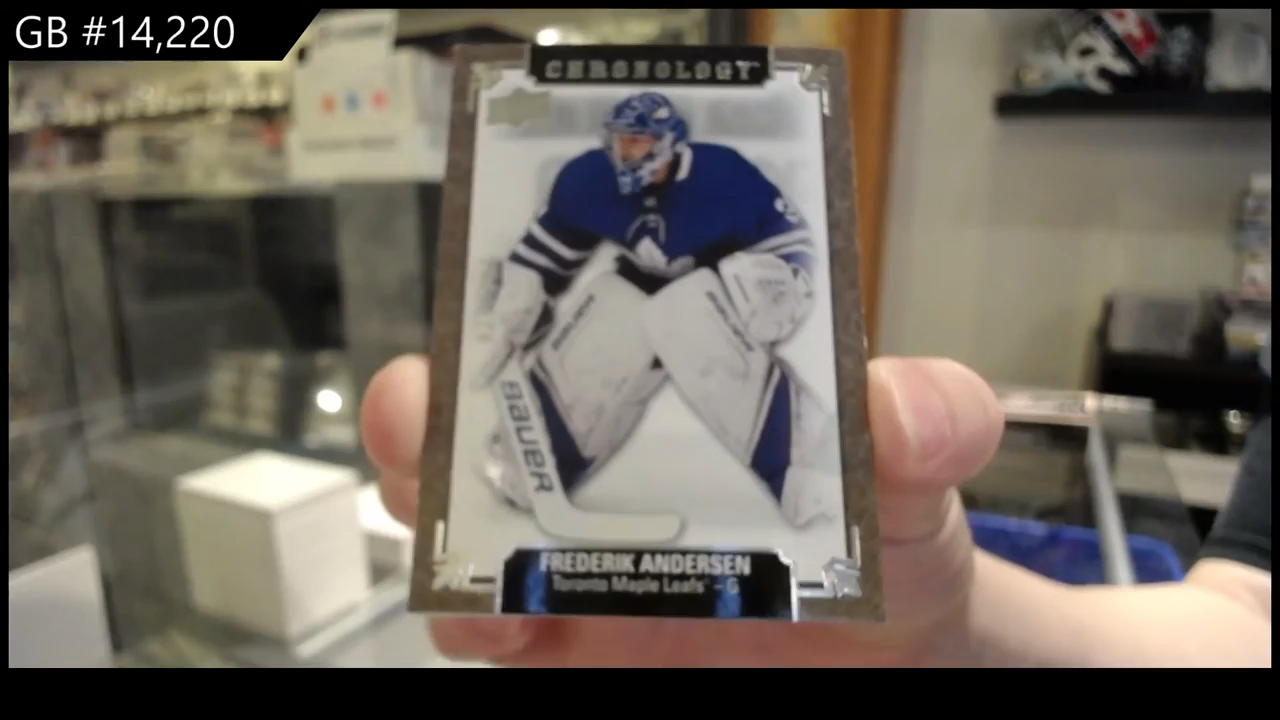 GB #14,220
CHRONOLOGY
BAUER
FREDERIK ANDERSEN
Toronto Maple Leafs - G